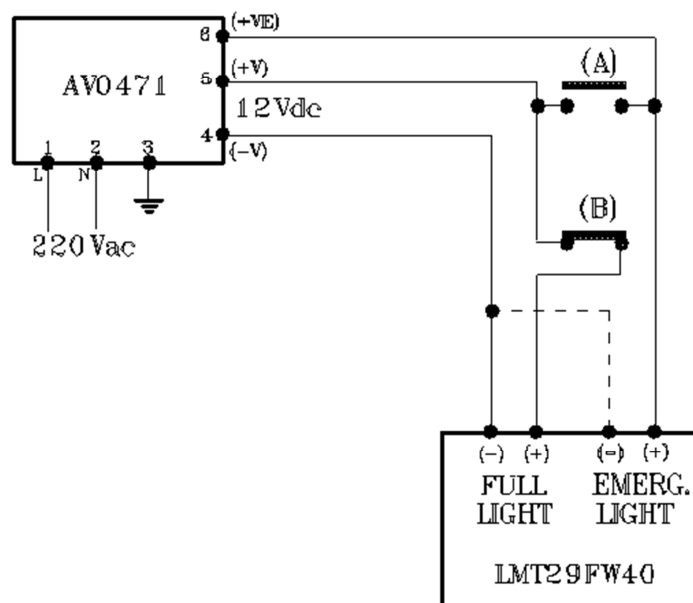 6 (+VE)
(A)
5 (+V)
AV0471
12Vdc
4
(-V)
1 2 3
L N
(B)
220Vac
(-) (+) (-) (+)
FULL EMERG.
LIGHT LIGHT
LMT29FW40